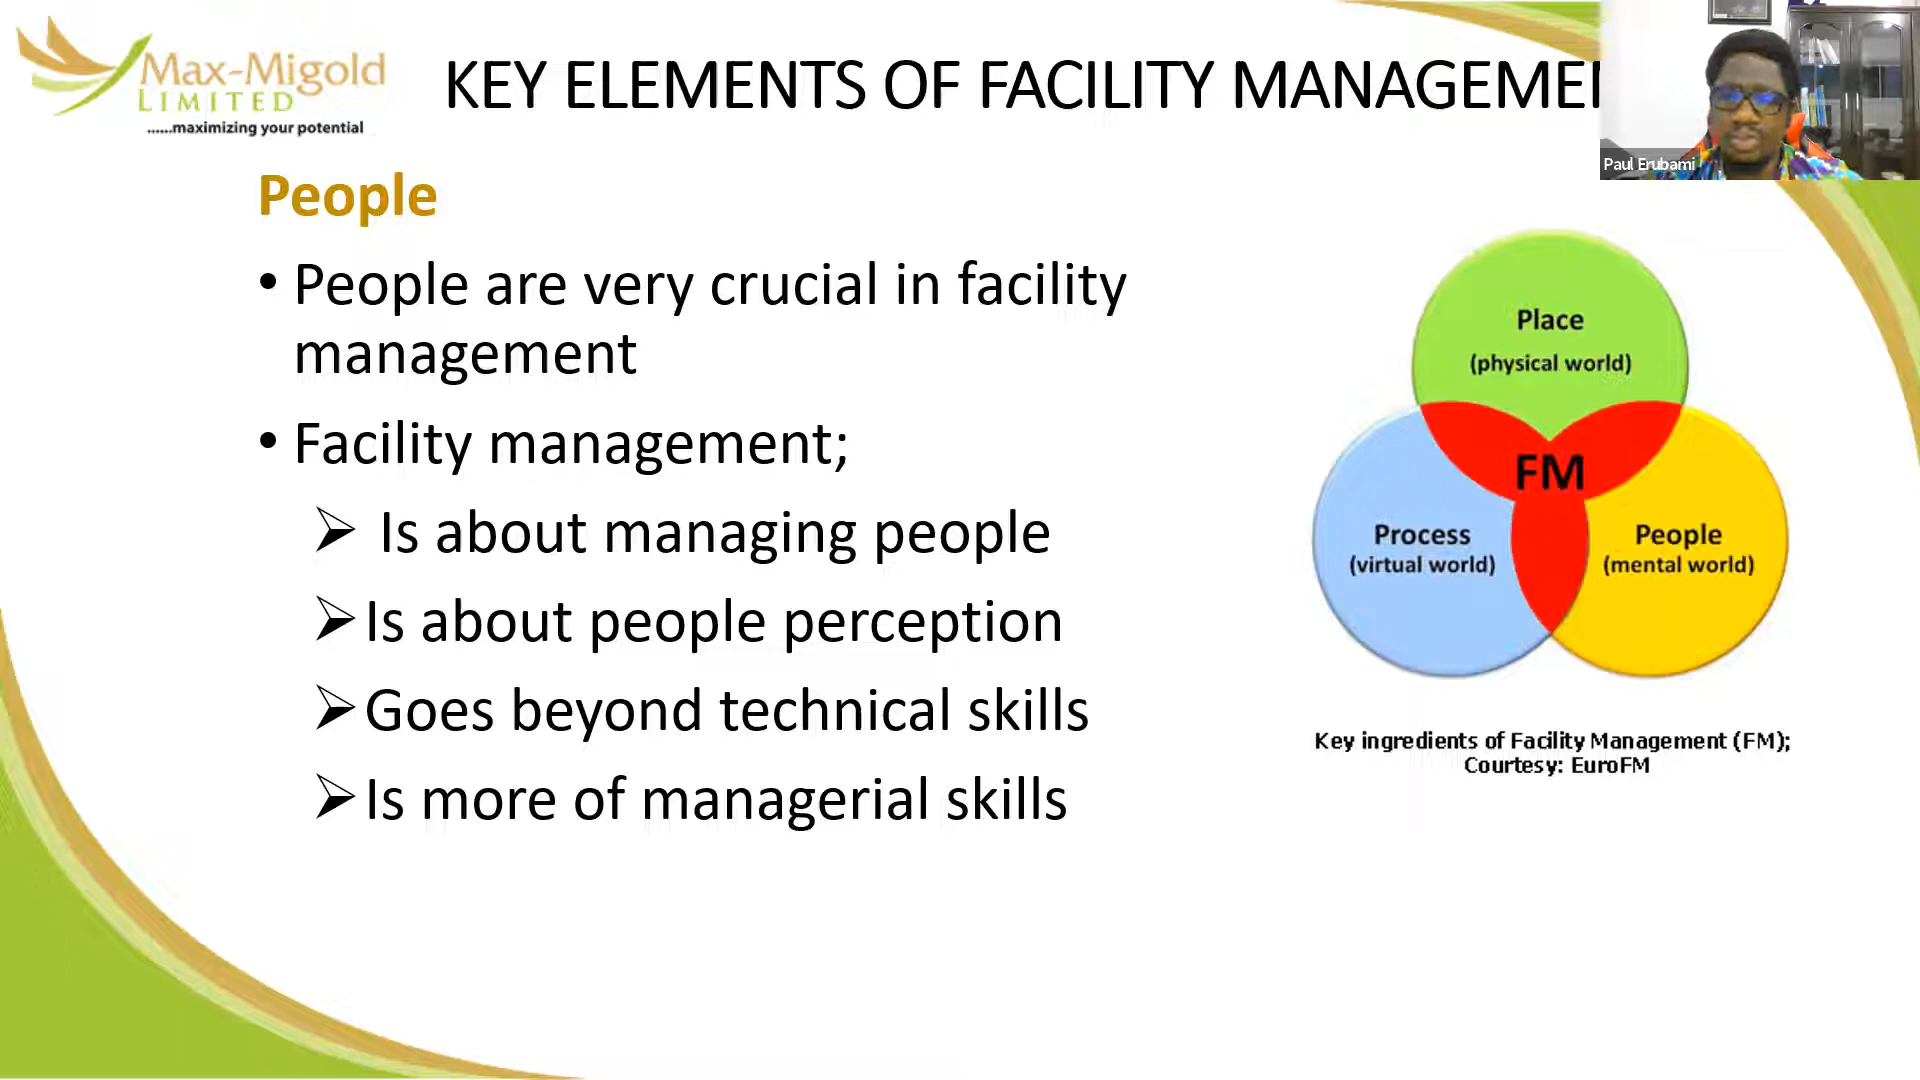 Max-Migold
LIMITED
......maximizing your potential
KEY ELEMENTS OF FACILITY MANAGEMEN
Paul Erubami
People
• People are very crucial in facility
management
• Facility management;
➢ Is about managing people
➢Is about people perception
➢Goes beyond technical skills
➢Is more of managerial skills
Place
(physical world)
FM
Process
(virtual world)
People
(mental world)
Key ingredients of Facility Management (FM);
Courtesy: EuroFM